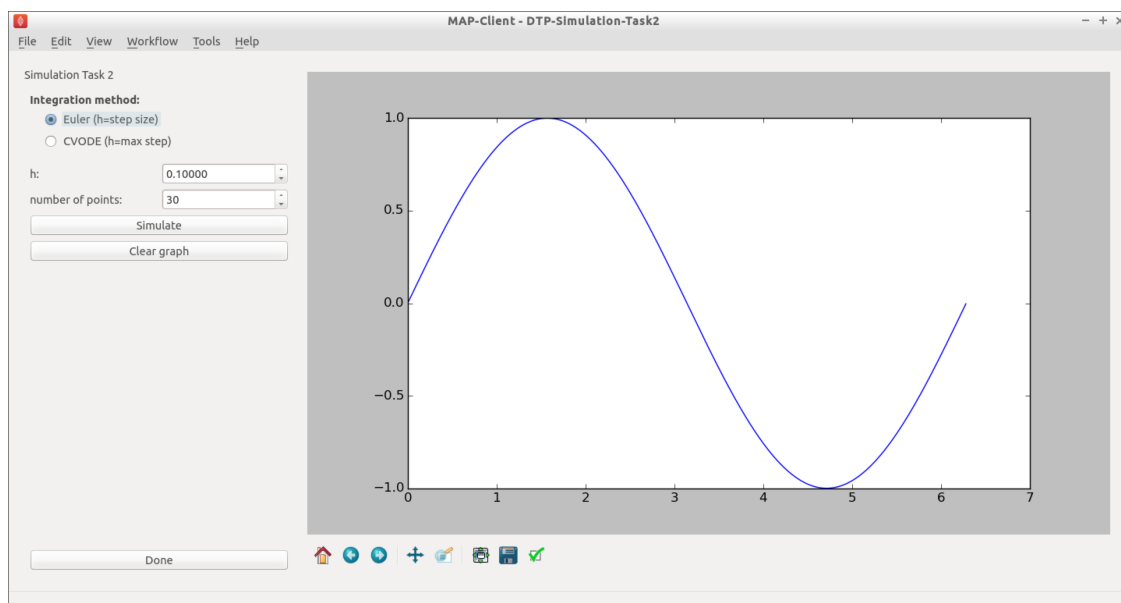 MAP-Client - DTP-Simulation-Task2
File Edit View Workflow Tools Help
Simulation Task 2
Integration method:
Euler (h=step size)
CVODE (h=max step)
h: 0.10000
number of points: 30
Simulate
Clear graph
Done
1.0
0.5
0.0
−0.5
−1.0
0 1 2 3 4 5 6 7